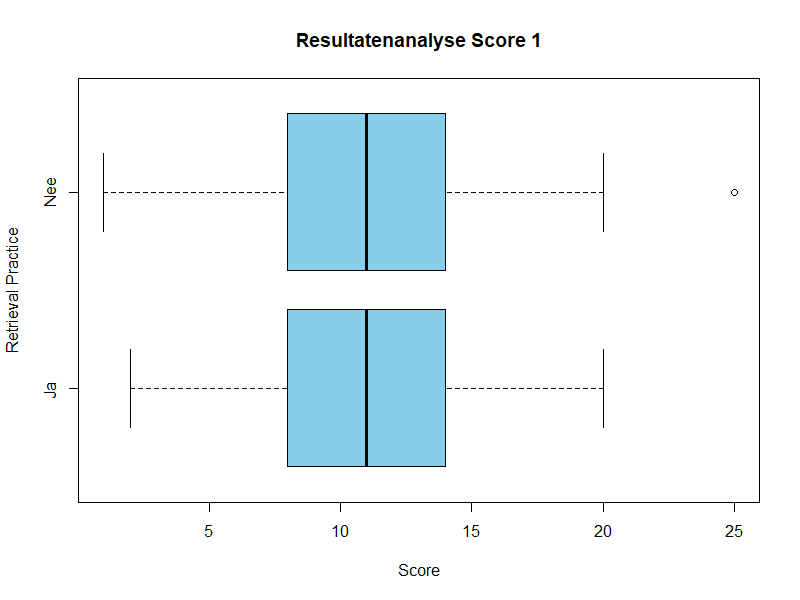 Resultatenanalyse Score 1
Retrieval Practice
Nee
Ja
5 10 15 20 25
Score